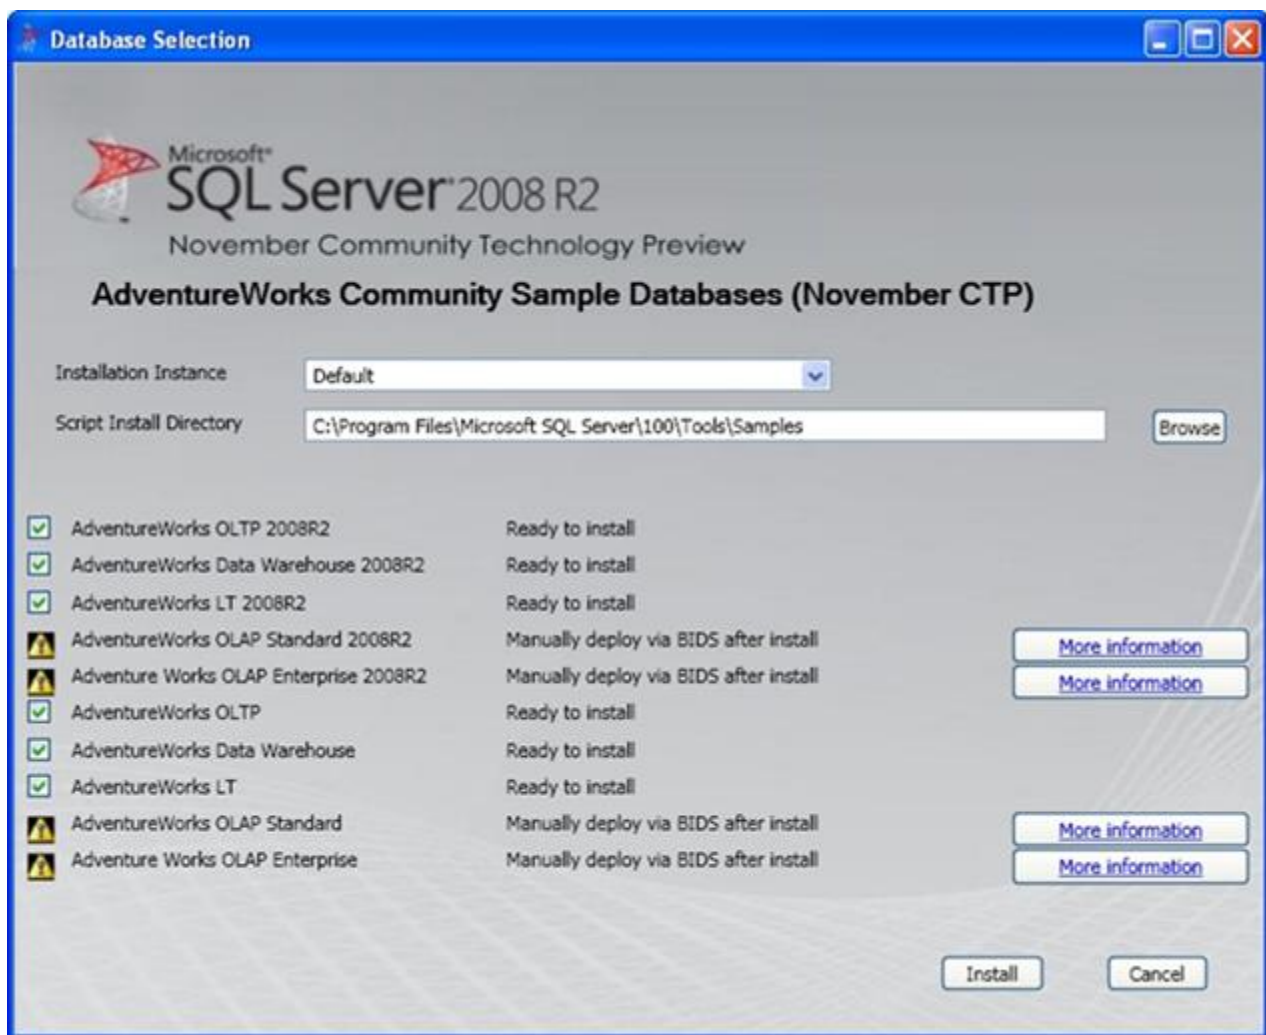 Database Selection
Microsoft®
SQL Server® 2008 R2
November Community Technology Preview
AdventureWorks Community Sample Databases (November CTP)
Installation Instance Default
Script Install Directory C:\Program Files\Microsoft SQL Server\100\Tools\Samples Browse
AdventureWorks OLTP 2008R2 Ready to install
AdventureWorks Data Warehouse 2008R2 Ready to install
AdventureWorks LT 2008R2 Ready to install
AdventureWorks OLAP Standard 2008R2 Manually deploy via BIDS after install More information
Adventure Works OLAP Enterprise 2008R2 Manually deploy via BIDS after install More information
AdventureWorks OLTP Ready to install
AdventureWorks Data Warehouse Ready to install
AdventureWorks LT Ready to install
AdventureWorks OLAP Standard Manually deploy via BIDS after install More information
Adventure Works OLAP Enterprise Manually deploy via BIDS after install More information
Install Cancel